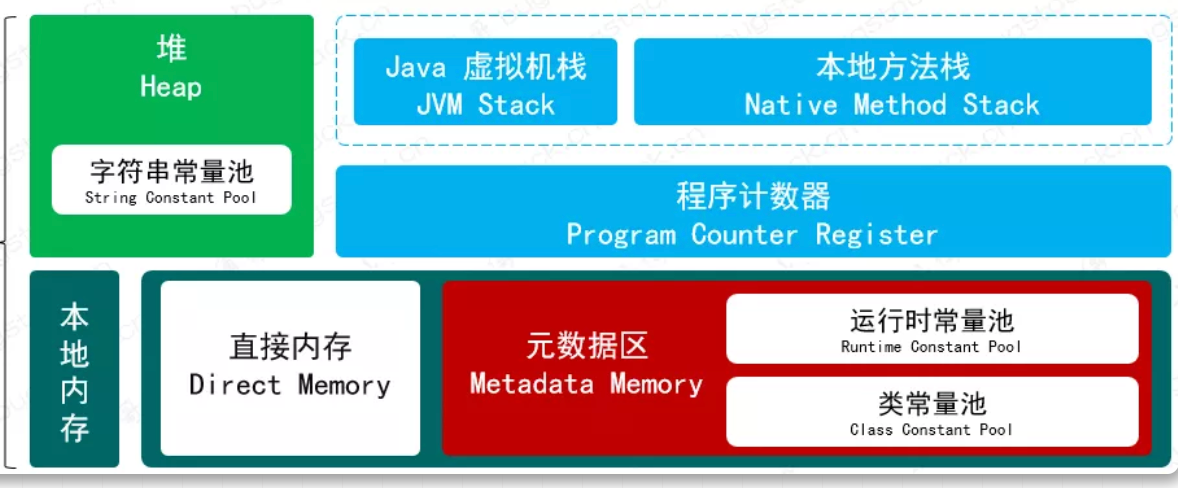 堆
Heap
字符串常量池
String Constant Pool
Java 虚拟机栈
JVM Stack
本地方法栈
Native Method Stack
程序计数器
Program Counter Register
本地内存
直接内存
Direct Memory
元数据区
Metadata Memory
运行时常量池
Runtime Constant Pool
类常量池
Class Constant Pool